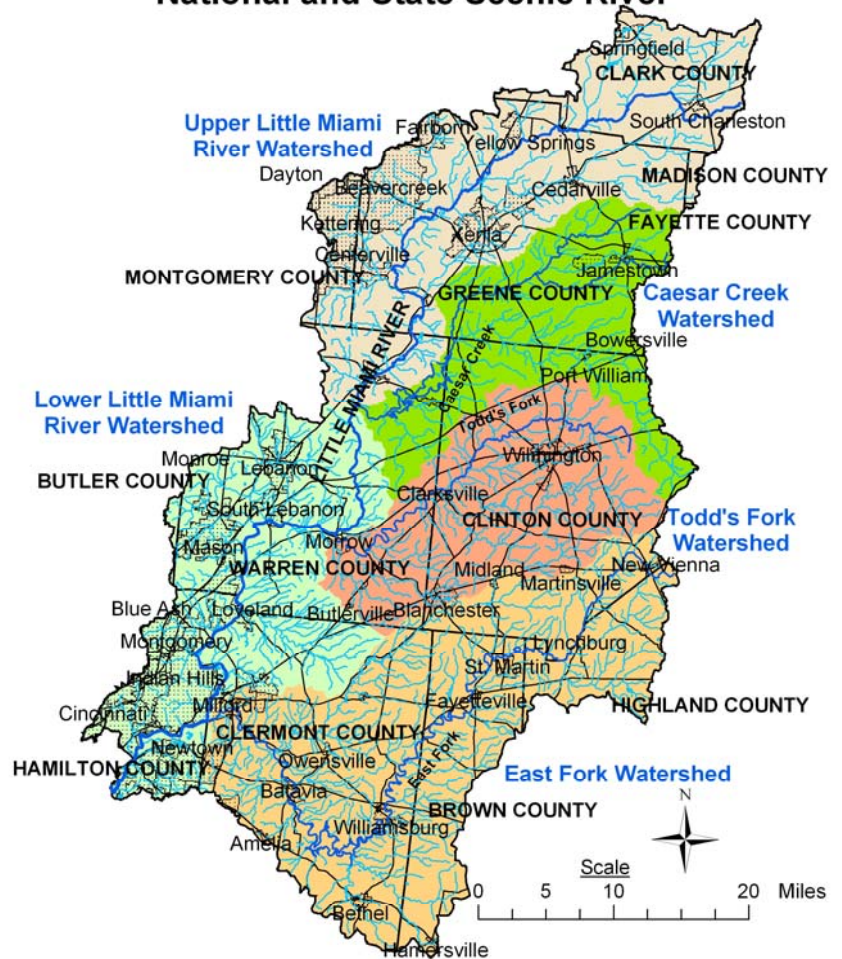 National and State Scenic River
Springfield
CLARK COUNTY
Upper Little Miami
River Watershed
Fairborn
South Charleston
Yellow Springs
Dayton
MADISON COUNTY
Beavercreek
Cedarville
Kettering
FAYETTE COUNTY
Xenia
Centerville
Jamestown
MONTGOMERY COUNTY
GREENE COUNTY
Caesar Creek
Watershed
LITTLE MIAMI RIVER
Bowersville
Caesar Creek
Port William
Lower Little Miami
River Watershed
Todd's Fork
Monroe
Lebanon
Wilmington
BUTLER COUNTY
Clarksville
South Lebanon
CLINTON COUNTY
Todd's Fork
Watershed
Mason
Morrow
WARREN COUNTY
Midland
New Vienna
Martinsville
Blue Ash
Loveland
Butlerville
Blanchester
Montgomery
Lynchburg
St. Martin
Indian Hills
Fayetteville
HIGHLAND COUNTY
Cincinnati
Milford
CLERMONT COUNTY
Newtown
Owensville
East Fork
HAMILTON COUNTY
East Fork Watershed
Batavia
BROWN COUNTY
N
Williamsburg
Amelia
Scale
0 5 10 20 Miles
Bethel
Hamersville